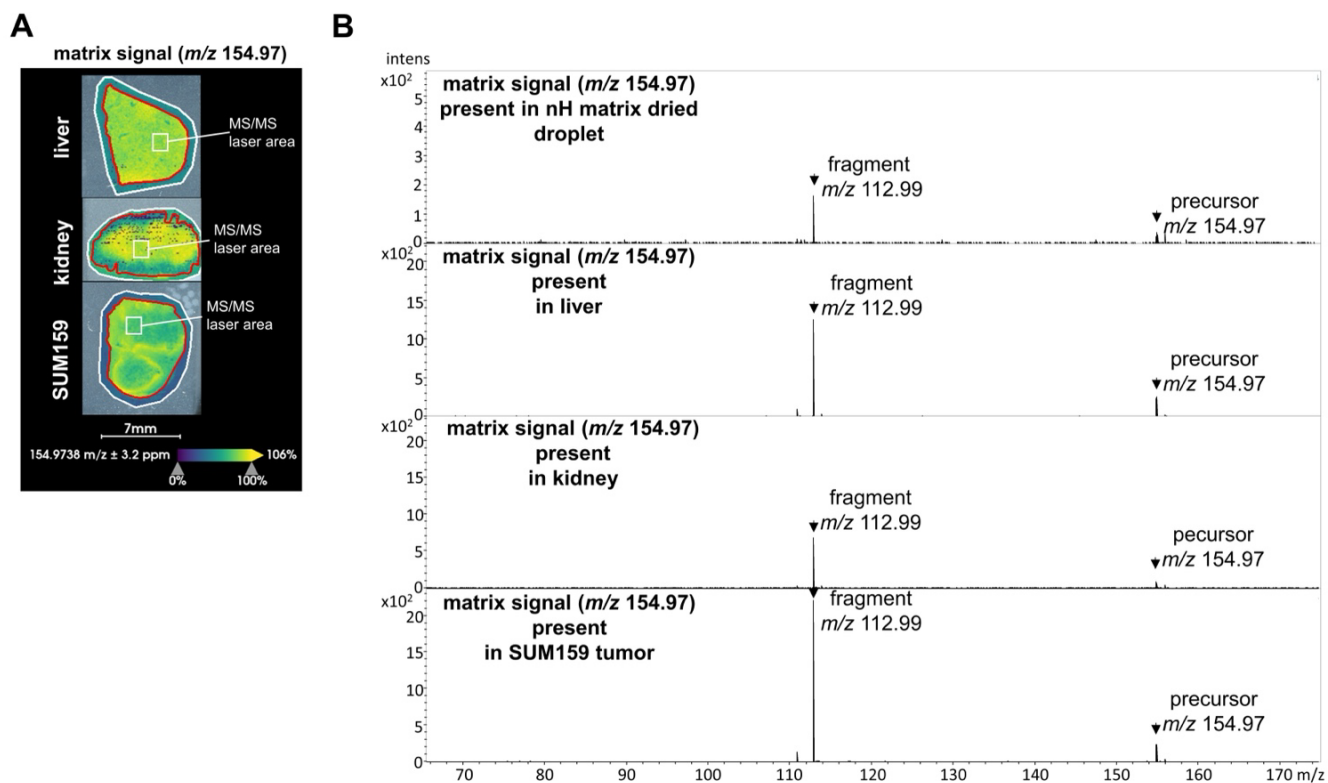 A
matrix signal (m/z 154.97)
liver
MS/MS
laser area
kidney
MS/MS
laser area
SUM159
MS/MS
laser area
7mm
154.9738 m/z ± 3.2 ppm
106%
0%
100%
B
intens
x10²
5
4
3
2
1
0
matrix signal (m/z 154.97)
present in nH matrix dried
droplet
fragment
m/z 112.99
precursor
m/z 154.97
x10²
20
15
10
5
0
matrix signal (m/z 154.97)
present
in liver
fragment
m/z 112.99
precursor
m/z 154.97
x10²
20
15
10
5
0
matrix signal (m/z 154.97)
present
in kidney
fragment
m/z 112.99
pecursor
m/z 154.97
x10²
20
15
10
5
0
matrix signal (m/z 154.97)
present
in SUM159 tumor
fragment
m/z 112.99
precursor
m/z 154.97
70 80 90 100 110 120 130 140 150 160 170 m/z